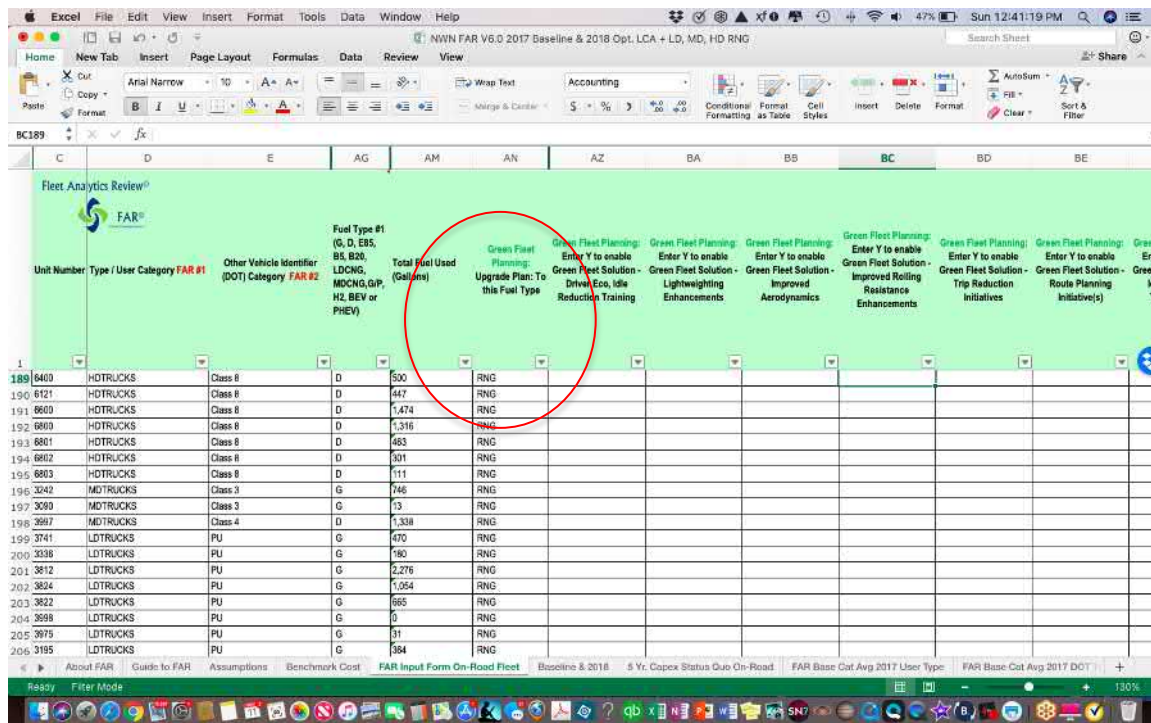 Excel File Edit View Insert Format Tools Data Window Help 47% Sun 12:41:19 PM
NWN FAR V6.0 2017 Baseline & 2018 Opt. LCA + LD, MD, HD RNG
Search Sheet
Home New Tab Insert Page Layout Formulas Data Review View Share
Paste Cut Copy Format
Arial Narrow 10 A+ A-
B I U A
Wrap Text
Merge & Center
Accounting
$ % )
Conditional Formatting Format as Table Cell Styles
Insert Delete Format
AutoSum Fill Clear
Sort & Filter
BC189 fx
C D E AG AM AN AZ BA BB BC BD BE
Fleet Analytics Review©
FAR©
Unit Number
Type / User Category FAR #1
Other Vehicle Identifier
(DOT) Category FAR #2
Fuel Type #1
(G, D, E85,
B5, B20,
LDCNG,
MDCNG,G/P,
H2, BEV or
PHEV)
Total Fuel Used
(Gallons)
Green Fleet
Planning:
Upgrade Plan: To
this Fuel Type
Green Fleet Planning:
Enter Y to enable
Green Fleet Solution -
Driver Eco, Idle
Reduction Training
Green Fleet Planning:
Enter Y to enable
Green Fleet Solution -
Lightweighting
Enhancements
Green Fleet Planning:
Enter Y to enable
Green Fleet Solution -
Improved
Aerodynamics
Green Fleet Planning:
Enter Y to enable
Green Fleet Solution -
Improved Rolling
Resistance
Enhancements
Green Fleet Planning:
Enter Y to enable
Green Fleet Solution -
Trip Reduction
Initiatives
Green Fleet Planning:
Enter Y to enable
Green Fleet Solution -
Route Planning
Initiative(s)
1
189 6400 HDTRUCKS Class 8 D 500 RNG
190 6121 HDTRUCKS Class 8 D 447 RNG
191 6600 HDTRUCKS Class 8 D 1,474 RNG
192 6800 HDTRUCKS Class 8 D 1,316 RNG
193 6801 HDTRUCKS Class 8 D 463 RNG
194 6802 HDTRUCKS Class 8 D 301 RNG
195 6803 HDTRUCKS Class 8 D 111 RNG
196 3242 MDTRUCKS Class 3 G 746 RNG
197 3090 MDTRUCKS Class 3 G 13 RNG
198 3997 MDTRUCKS Class 4 D 1,338 RNG
199 3741 LDTRUCKS PU G 470 RNG
200 3336 LDTRUCKS PU G 180 RNG
201 3812 LDTRUCKS PU G 2,276 RNG
202 3824 LDTRUCKS PU G 1,054 RNG
203 3822 LDTRUCKS PU G 665 RNG
204 3998 LDTRUCKS PU G 0 RNG
205 3975 LDTRUCKS PU G 31 RNG
206 3195 LDTRUCKS PU G 384 RNG
About FAR Guide to FAR Assumptions Benchmark Cost FAR Input Form On-Road Fleet Baseline & 2018 5 Yr. Capex Status Quo On-Road FAR Base Cat Avg 2017 User Type FAR Base Cat Avg 2017 DOT +
Ready Filter Mode 130%